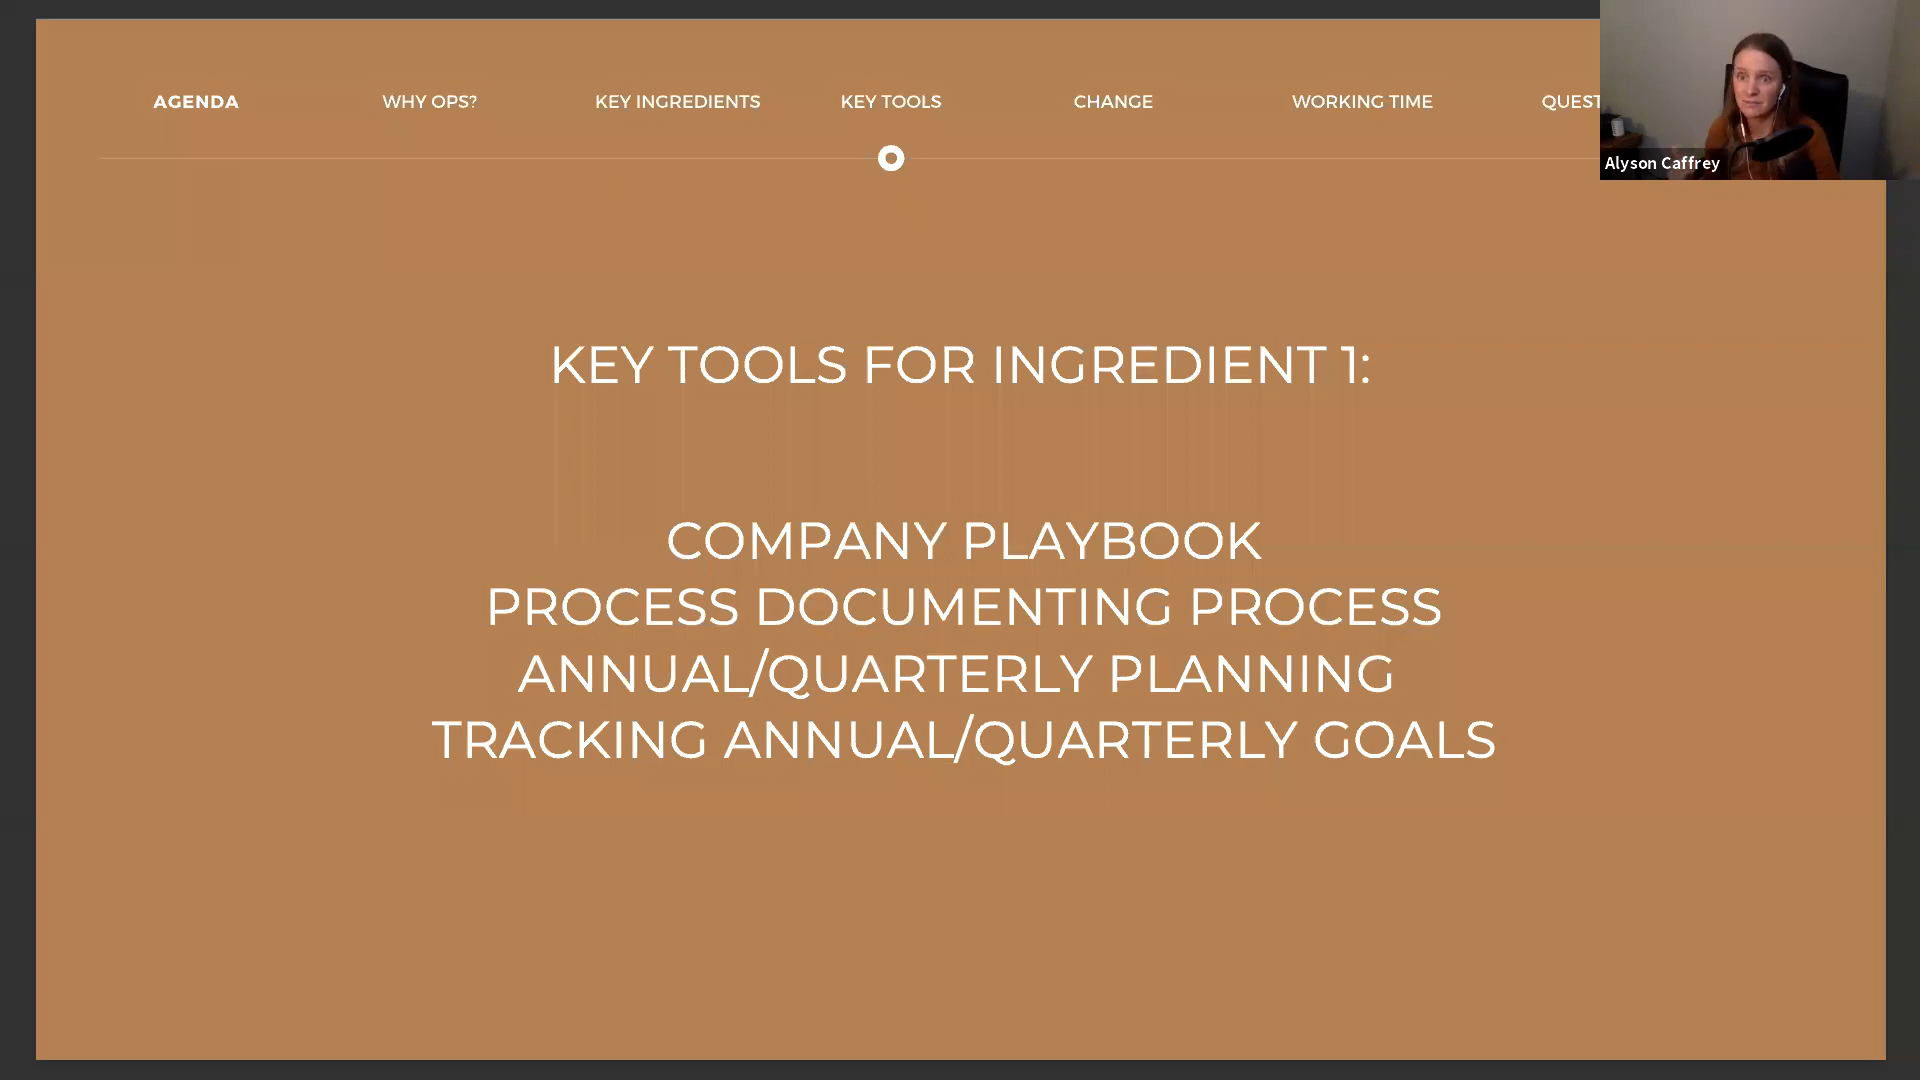 AGENDA
WHY OPS?
KEY INGREDIENTS
KEY TOOLS
CHANGE
WORKING TIME
Alyson Caffrey
KEY TOOLS FOR INGREDIENT 1:
COMPANY PLAYBOOK
PROCESS DOCUMENTING PROCESS
ANNUAL/QUARTERLY PLANNING
TRACKING ANNUAL/QUARTERLY GOALS